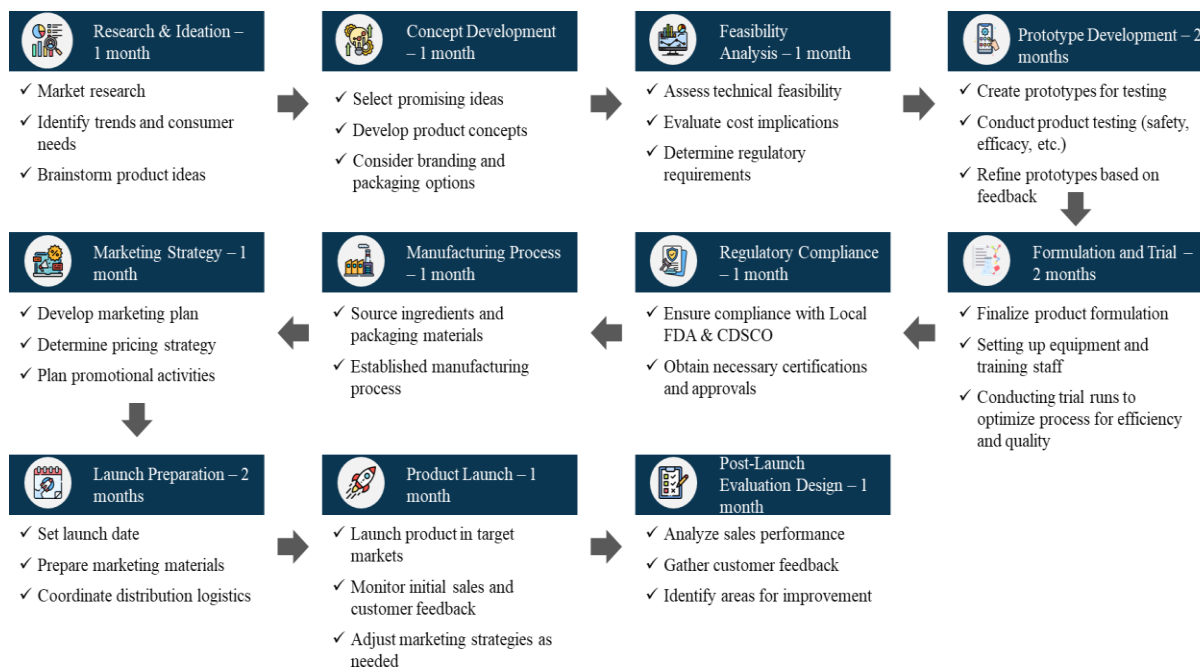 Research & Ideation –
1 month
✓ Market research
✓ Identify trends and consumer
needs
✓ Brainstorm product ideas
Concept Development
– 1 month
✓ Select promising ideas
✓ Develop product concepts
✓ Consider branding and
packaging options
Feasibility
Analysis – 1 month
✓ Assess technical feasibility
✓ Evaluate cost implications
✓ Determine regulatory
requirements
Prototype Development – 2
months
✓ Create prototypes for testing
✓ Conduct product testing (safety,
efficacy, etc.)
✓ Refine prototypes based on
feedback
Formulation and Trial –
2 months
✓ Finalize product formulation
✓ Setting up equipment and
training staff
✓ Conducting trial runs to
optimize process for efficiency
and quality
Regulatory Compliance
– 1 month
✓ Ensure compliance with Local
FDA & CDSCO
✓ Obtain necessary certifications
and approvals
Manufacturing Process
– 1 month
✓ Source ingredients and
packaging materials
✓ Established manufacturing
process
Marketing Strategy – 1
month
✓ Develop marketing plan
✓ Determine pricing strategy
✓ Plan promotional activities
Launch Preparation – 2
months
✓ Set launch date
✓ Prepare marketing materials
✓ Coordinate distribution logistics
Product Launch – 1
month
✓ Launch product in target
markets
✓ Monitor initial sales and
customer feedback
✓ Adjust marketing strategies as
needed
Post-Launch
Evaluation Design – 1
month
✓ Analyze sales performance
✓ Gather customer feedback
✓ Identify areas for improvement